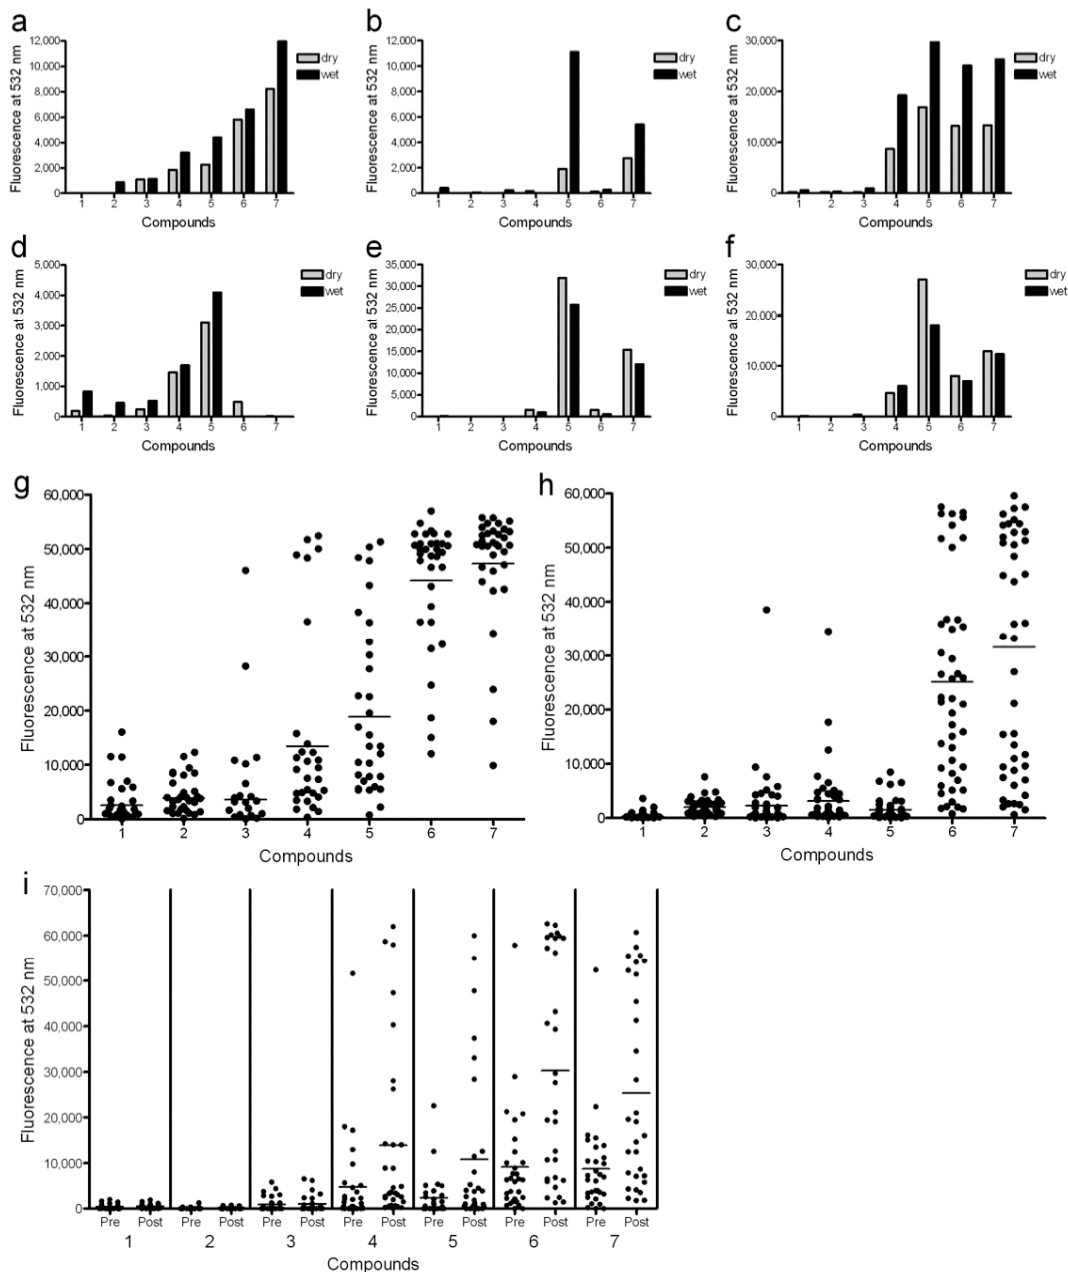 a
b
c
12,000
10,000
8,000
6,000
4,000
2,000
0
Fluorescence at 532 nm
1 2 3 4 5 6 7
Compounds
dry
wet
12,000
10,000
8,000
6,000
4,000
2,000
0
Fluorescence at 532 nm
1 2 3 4 5 6 7
Compounds
dry
wet
30,000
20,000
10,000
0
Fluorescence at 532 nm
1 2 3 4 5 6 7
Compounds
dry
wet
d
e
f
5,000
4,000
3,000
2,000
1,000
0
Fluorescence at 532 nm
1 2 3 4 5 6 7
Compounds
dry
wet
35,000
30,000
25,000
20,000
15,000
10,000
5,000
0
Fluorescence at 532 nm
1 2 3 4 5 6 7
Compounds
dry
wet
30,000
20,000
10,000
0
Fluorescence at 532 nm
1 2 3 4 5 6 7
Compounds
dry
wet
g
60,000
50,000
40,000
30,000
20,000
10,000
0
Fluorescence at 532 nm
1 2 3 4 5 6 7
Compounds
h
60,000
50,000
40,000
30,000
20,000
10,000
0
Fluorescence at 532 nm
1 2 3 4 5 6 7
Compounds
i
70,000
60,000
50,000
40,000
30,000
20,000
10,000
0
Fluorescence at 532 nm
Pre Post Pre Post Pre Post Pre Post Pre Post Pre Post Pre Post
1 2 3 4 5 6 7
Compounds